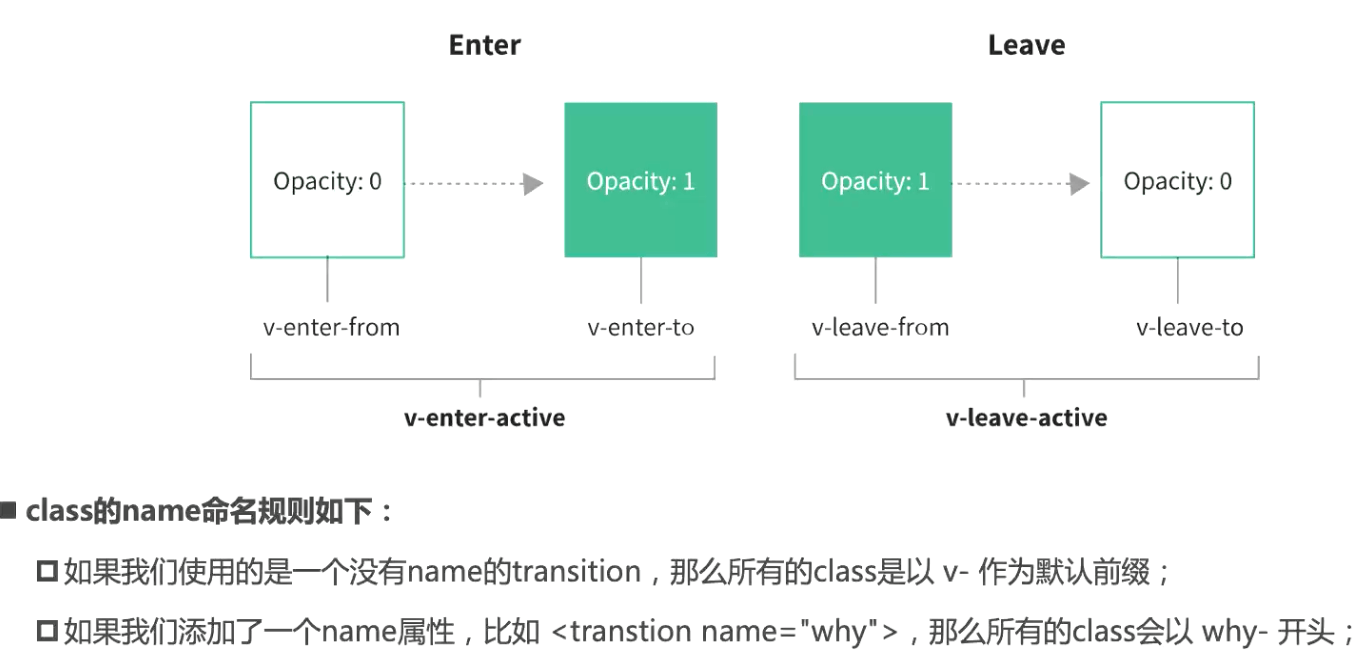 Enter Leave
Opacity: 0 Opacity: 1 Opacity: 1 Opacity: 0
v-enter-from v-enter-to v-leave-from v-leave-to
v-enter-active v-leave-active
class的name命名规则如下：
如果我们使用的是一个没有name的transition，那么所有的class是以 v- 作为默认前缀；
如果我们添加了一个name属性，比如 <transtion name="why">，那么所有的class会以 why- 开头；